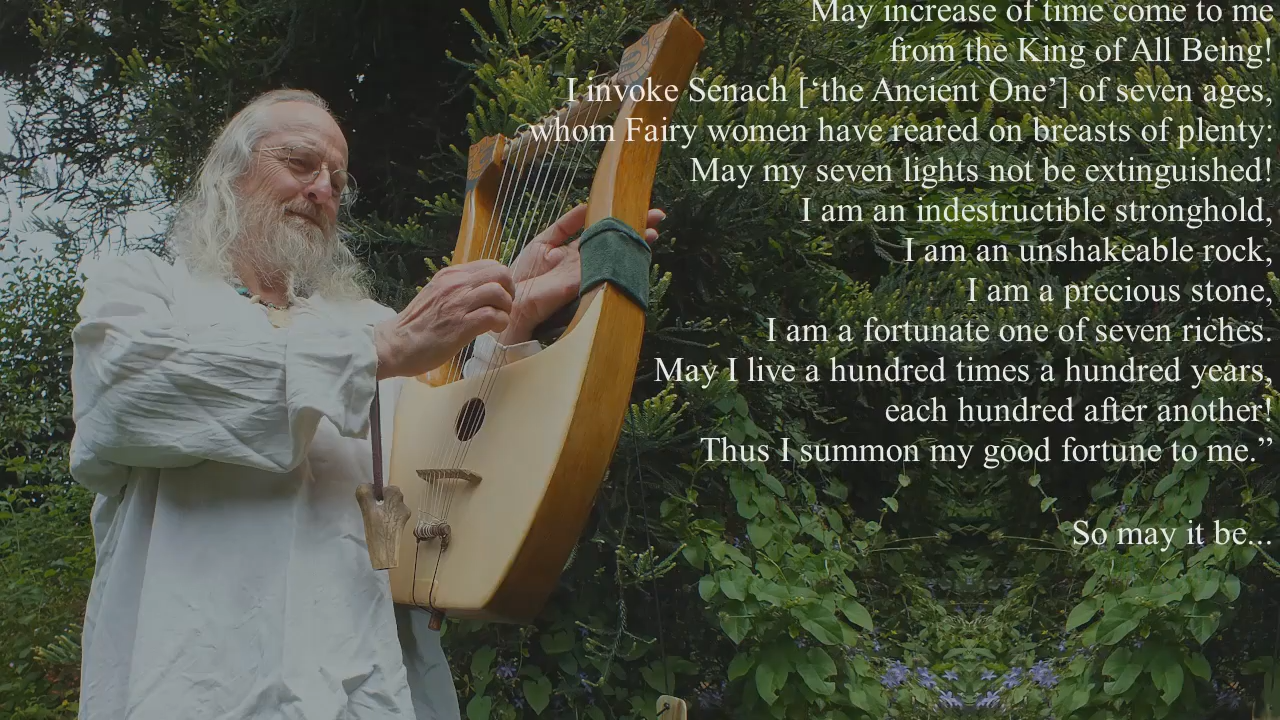 May increase of time come to me
from the King of All Being!
I invoke Senach [‘the Ancient One’] of seven ages,
whom Fairy women have reared on breasts of plenty:
May my seven lights not be extinguished!
I am an indestructible stronghold,
I am an unshakeable rock,
I am a precious stone,
I am a fortunate one of seven riches.
May I live a hundred times a hundred years,
each hundred after another!
Thus I summon my good fortune to me.”
So may it be...